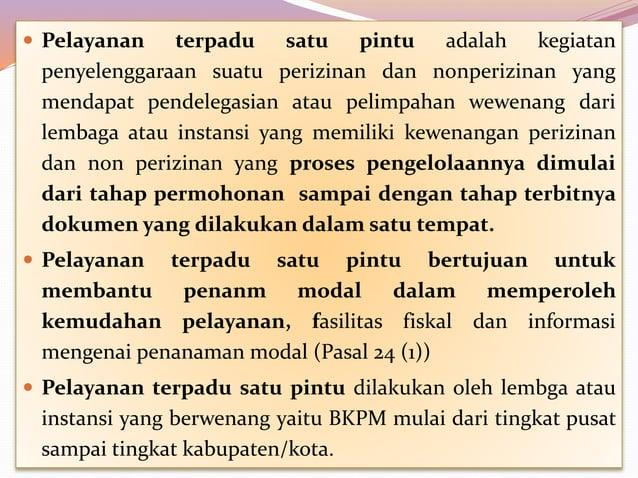 • Pelayanan terpadu satu pintu adalah kegiatan
penyelenggaraan suatu perizinan dan nonperizinan yang
mendapat pendelegasian atau pelimpahan wewenang dari
lembaga atau instansi yang memiliki kewenangan perizinan
dan non perizinan yang proses pengelolaannya dimulai
dari tahap permohonan sampai dengan tahap terbitnya
dokumen yang dilakukan dalam satu tempat.
• Pelayanan terpadu satu pintu bertujuan untuk
membantu penanm modal dalam memperoleh
kemudahan pelayanan, fasilitas fiskal dan informasi
mengenai penanaman modal (Pasal 24 (1))
• Pelayanan terpadu satu pintu dilakukan oleh lembga atau
instansi yang berwenang yaitu BKPM mulai dari tingkat pusat
sampai tingkat kabupaten/kota.